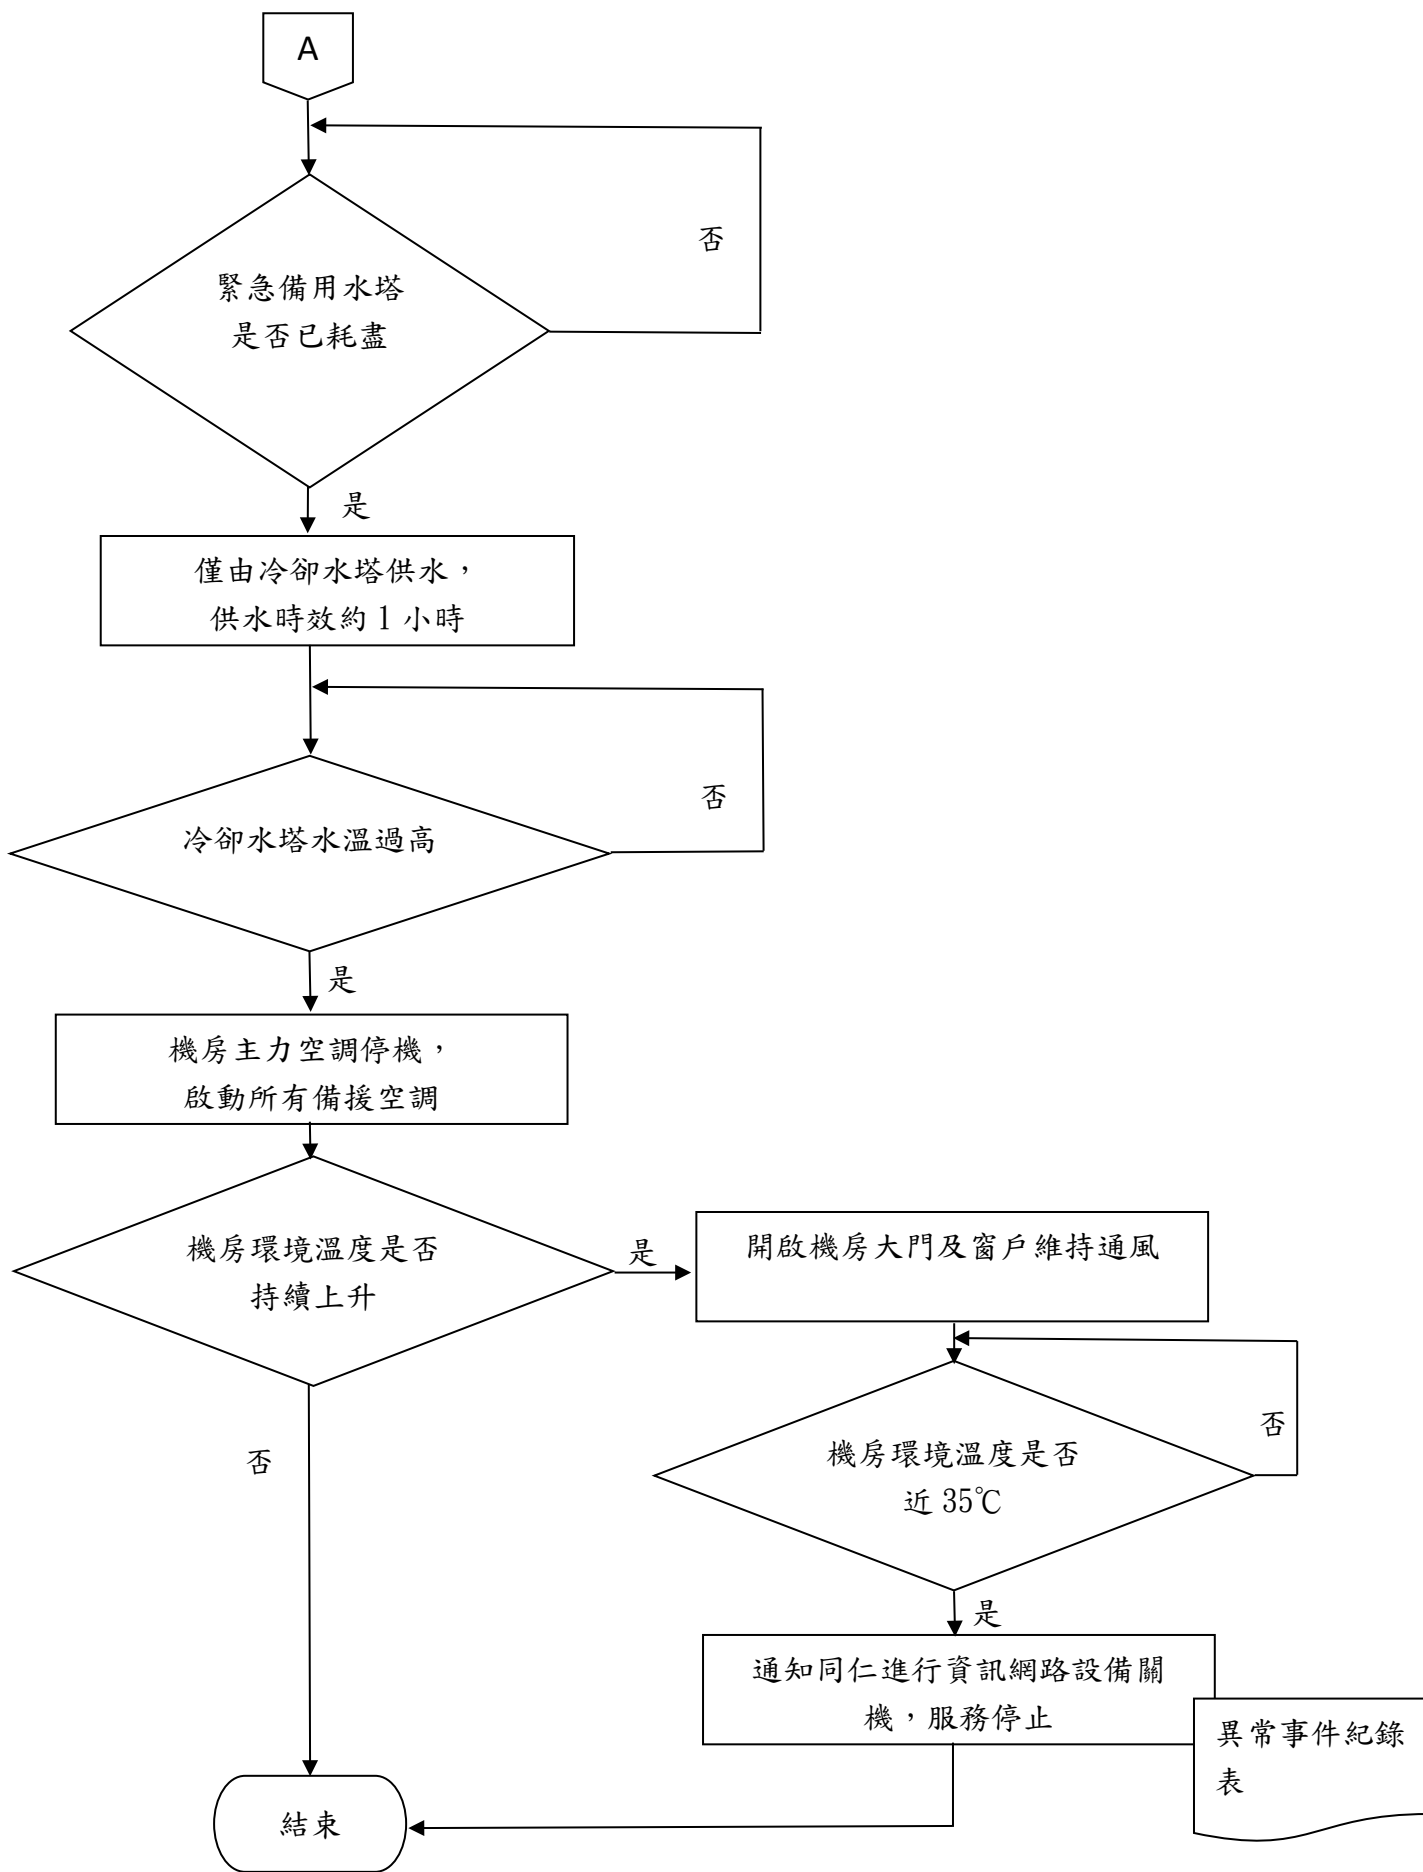 A
否
緊急備用水塔
是否已耗盡
是
僅由冷卻水塔供水，
供水時效約 1 小時
否
冷卻水塔水溫過高
是
機房主力空調停機，
啟動所有備援空調
機房環境溫度是否
持續上升
是
開啟機房大門及窗戶維持通風
否
機房環境溫度是否
近 35℃
否
是
通知同仁進行資訊網路設備關
機，服務停止
異常事件紀錄
表
結束